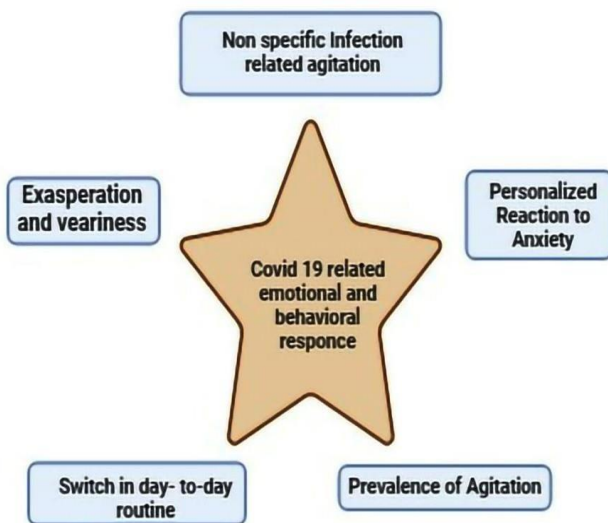 Non specific Infection
related agitation
Exasperation
and veariness
Personalized
Reaction to
Anxiety
Covid 19 related
emotional and
behavioral
responce
Switch in day- to-day
routine
Prevalence of Agitation